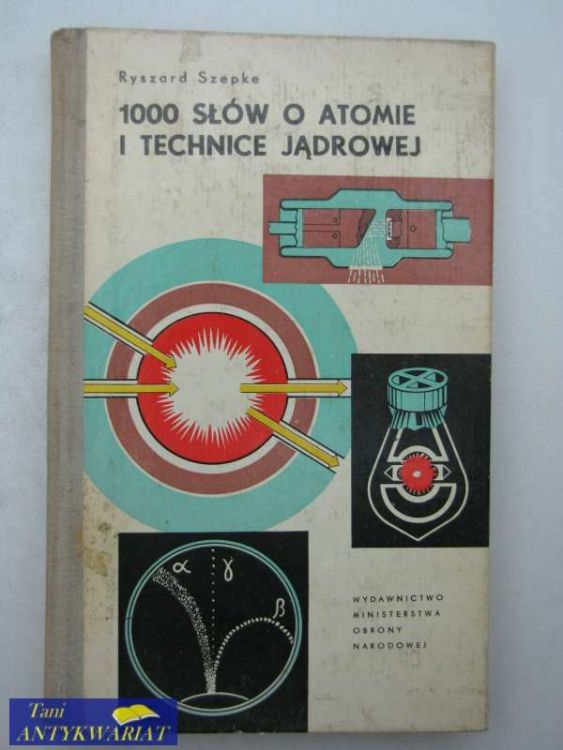 Ryszard Szepke
1000 SŁÓW O ATOMIE
I TECHNICE JĄDROWEJ
α γ β
WYDAWNICTWO
MINISTERSTWA
OBRONY
NARODOWEJ
Tani
ANTYKWARIAT